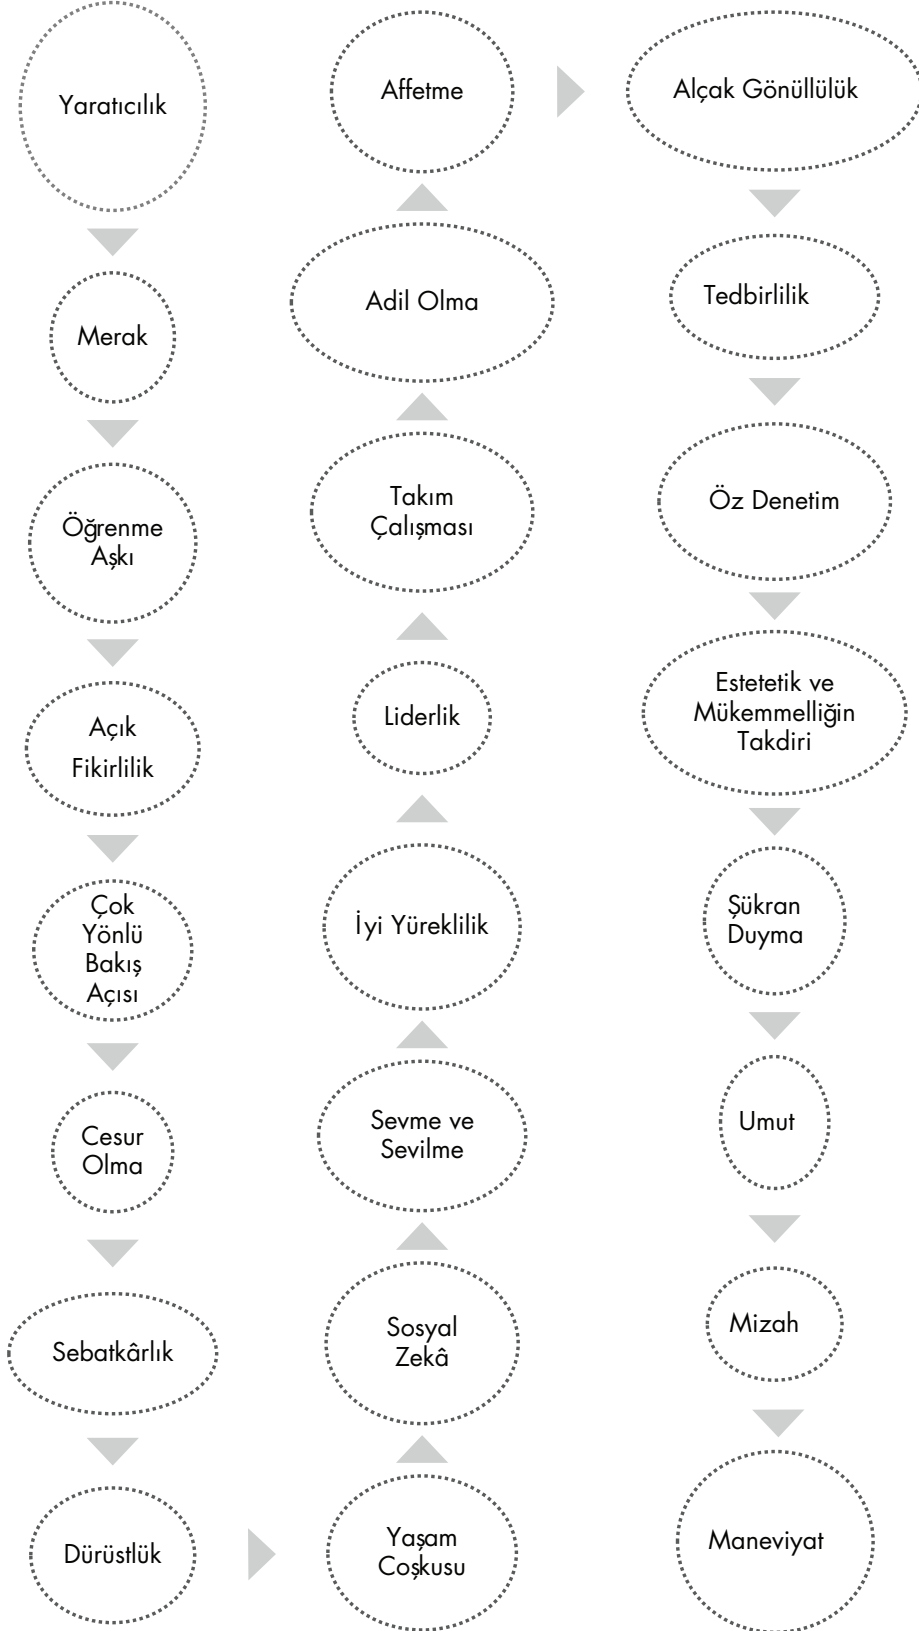 Yaratıcılık
Merak
Öğrenme
Aşkı
Açık
Fikirlilik
Çok
Yönlü
Bakış
Açısı
Cesur
Olma
Sebatkârlık
Dürüstlük
Yaşam
Coşkusu
Sosyal
Zekâ
Sevme ve
Sevilme
İyi Yüreklilik
Liderlik
Takım
Çalışması
Adil Olma
Affetme
Alçak Gönüllülük
Tedbirlilik
Öz Denetim
Estetetik ve
Mükemmelliğin
Takdiri
Şükran
Duyma
Umut
Mizah
Maneviyat